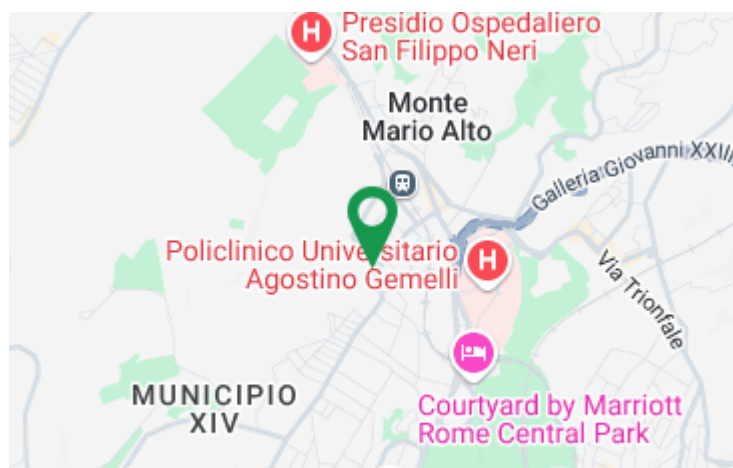 Presidio Ospedaliero
San Filippo Neri
H
Monte
Mario Alto
Galleria Giovanni XXIII
Policlinico Universitario
Agostino Gemelli
H
Via Trionfale
MUNICIPIO
XIV
Courtyard by Marriott
Rome Central Park